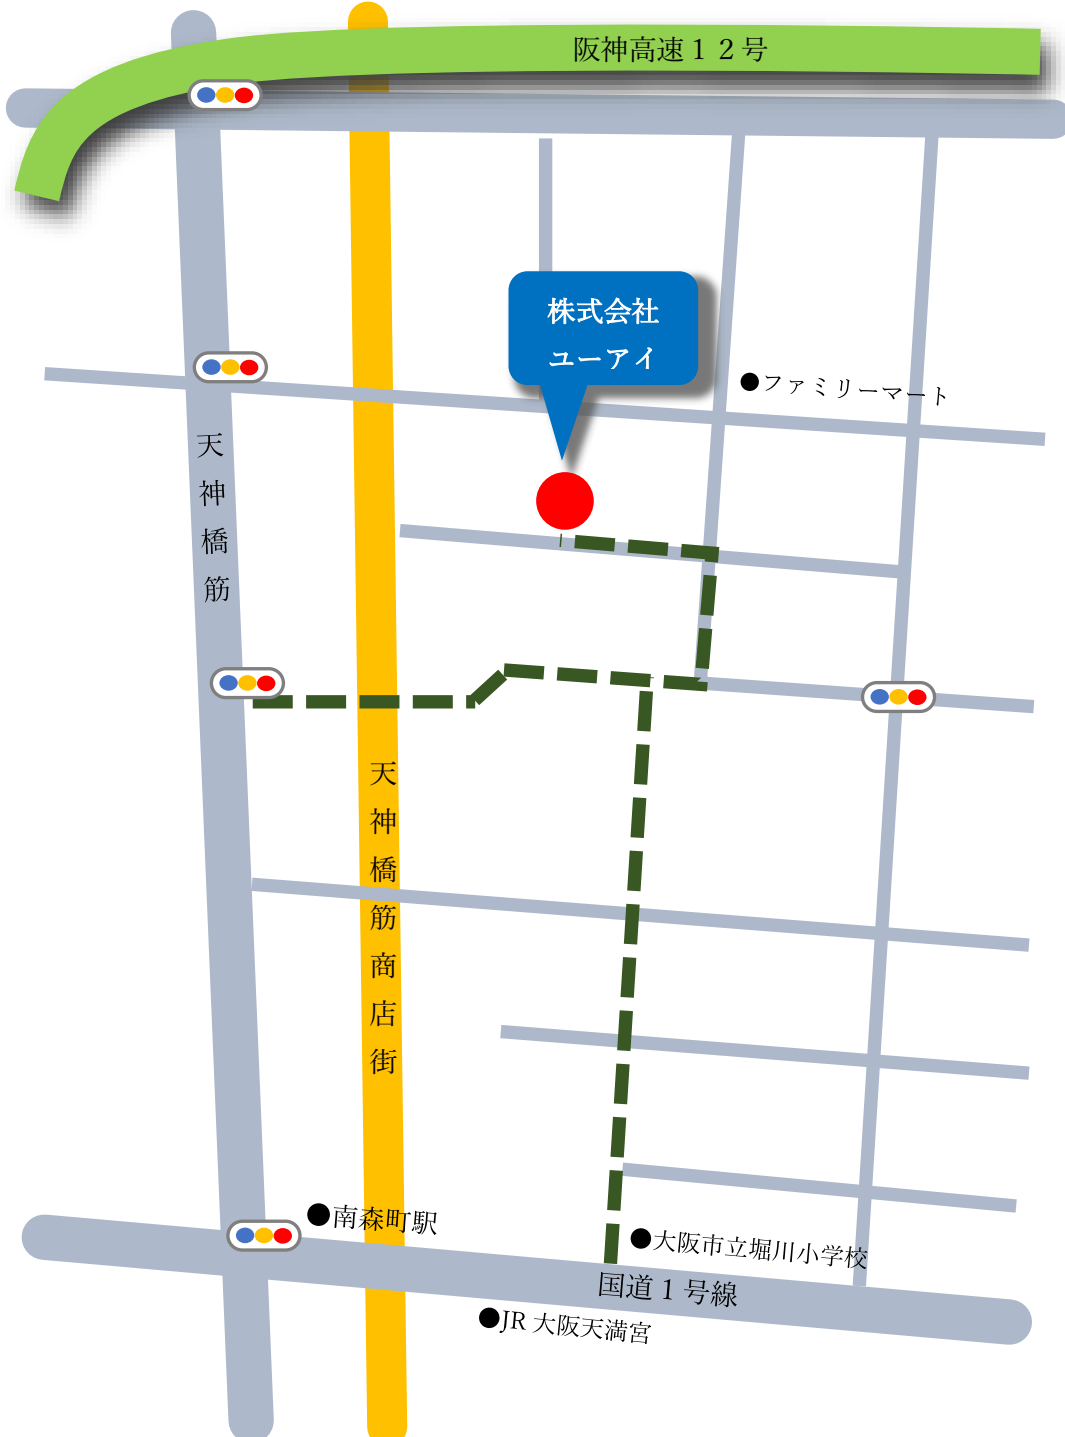 阪神高速１２号
株式会社
ユーアイ
●ファミリーマート
天神橋筋
天神橋筋商店街
●南森町駅
●大阪市立堀川小学校
国道１号線
●JR 大阪天満宮